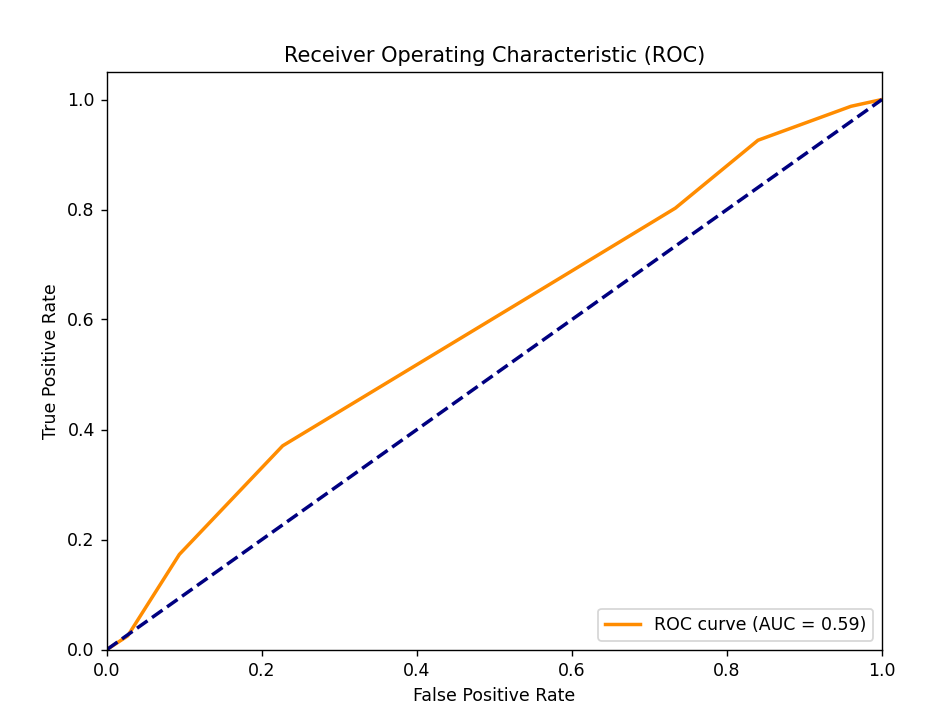 Receiver Operating Characteristic (ROC)
True Positive Rate
1.0
0.8
0.6
0.4
0.2
0.0
ROC curve (AUC = 0.59)
0.0 0.2 0.4 0.6 0.8 1.0
False Positive Rate